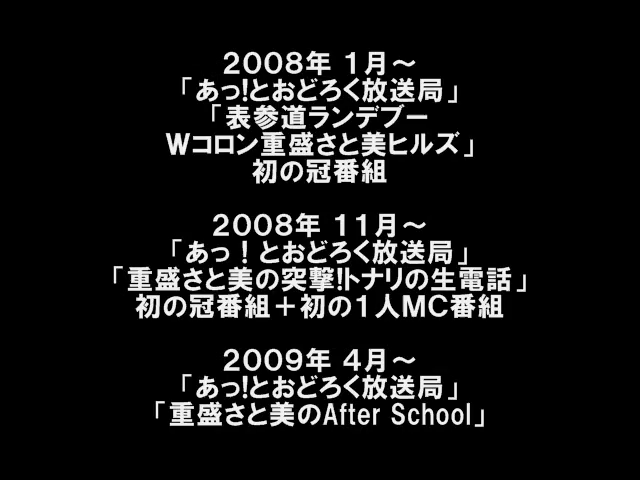 ２００８年 １月～
「あっ!とおどろく放送局」
「表参道ランデブー
Ｗコロン重盛さと美ヒルズ」
初の冠番組
２００８年 １１月～
「あっ！とおどろく放送局」
「重盛さと美の突撃!トナリの生電話」
初の冠番組＋初の１人ＭＣ番組
２００９年 ４月～
「あっ!とおどろく放送局」
「重盛さと美のAfter School」